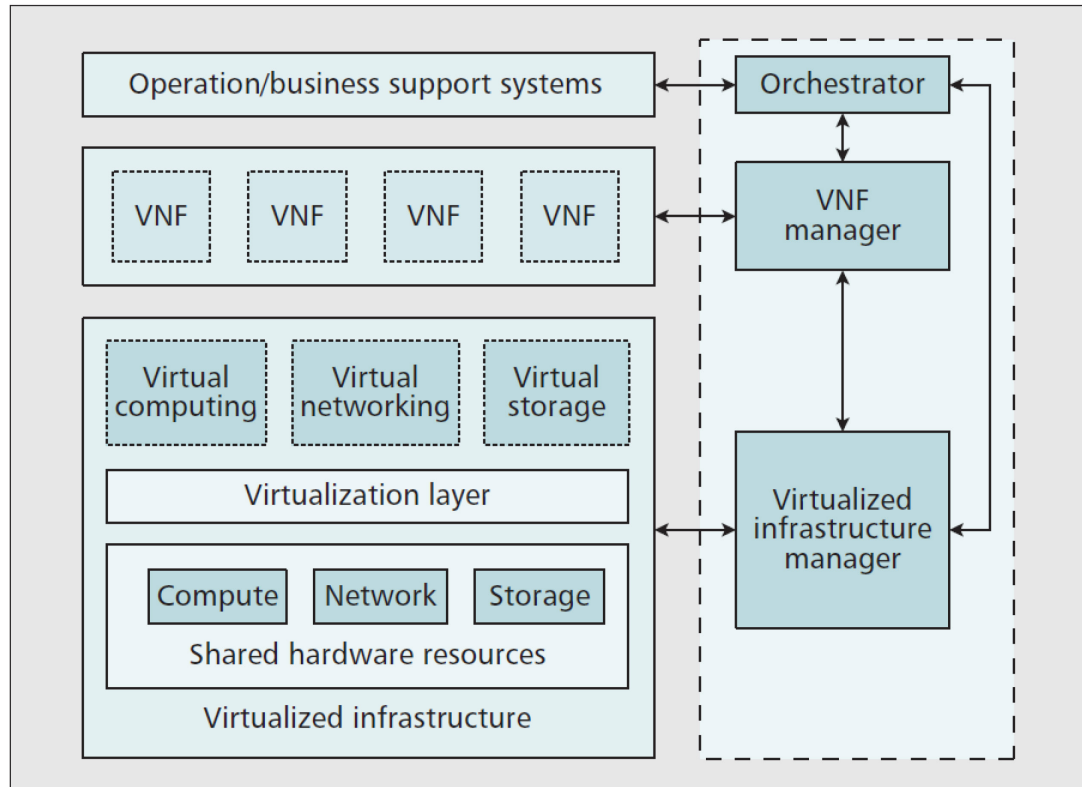 Operation/business support systems
Orchestrator
VNF
VNF
VNF
VNF
VNF
manager
Virtual
computing
Virtual
networking
Virtual
storage
Virtualization layer
Compute
Network
Storage
Shared hardware resources
Virtualized infrastructure
Virtualized
infrastructure
manager